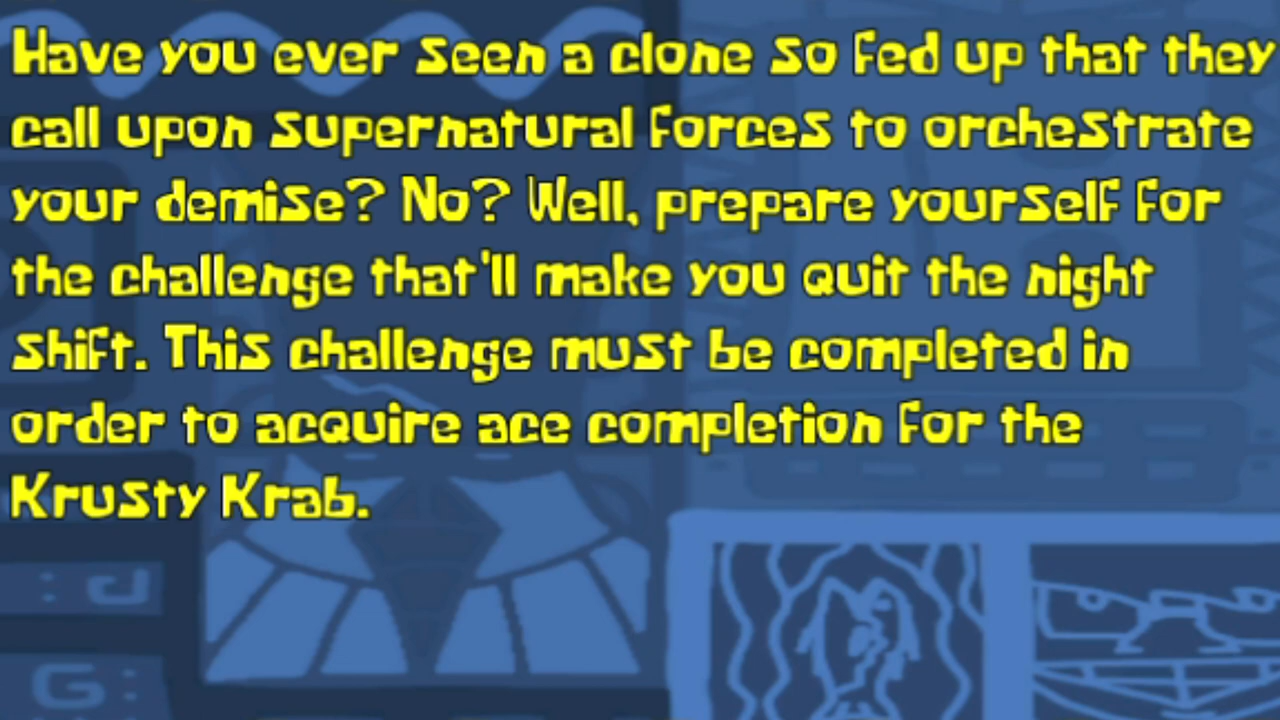 Have you ever seen a clone so fed up that they
call upon supernatural forces to orchestrate
your demise? No? Well, prepare yourself for
the challenge that'll make you quit the night
shift. This challenge must be completed in
order to acquire ace completion for the
Krusty Krab.
G: